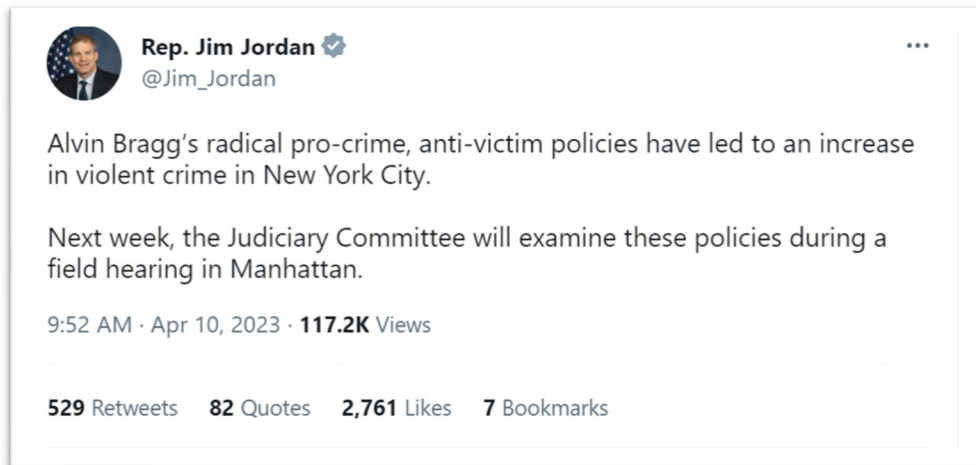 Rep. Jim Jordan
@Jim_Jordan
Alvin Bragg's radical pro-crime, anti-victim policies have led to an increase
in violent crime in New York City.
Next week, the Judiciary Committee will examine these policies during a
field hearing in Manhattan.
9:52 AM · Apr 10, 2023 · 117.2K Views
529 Retweets 82 Quotes 2,761 Likes 7 Bookmarks